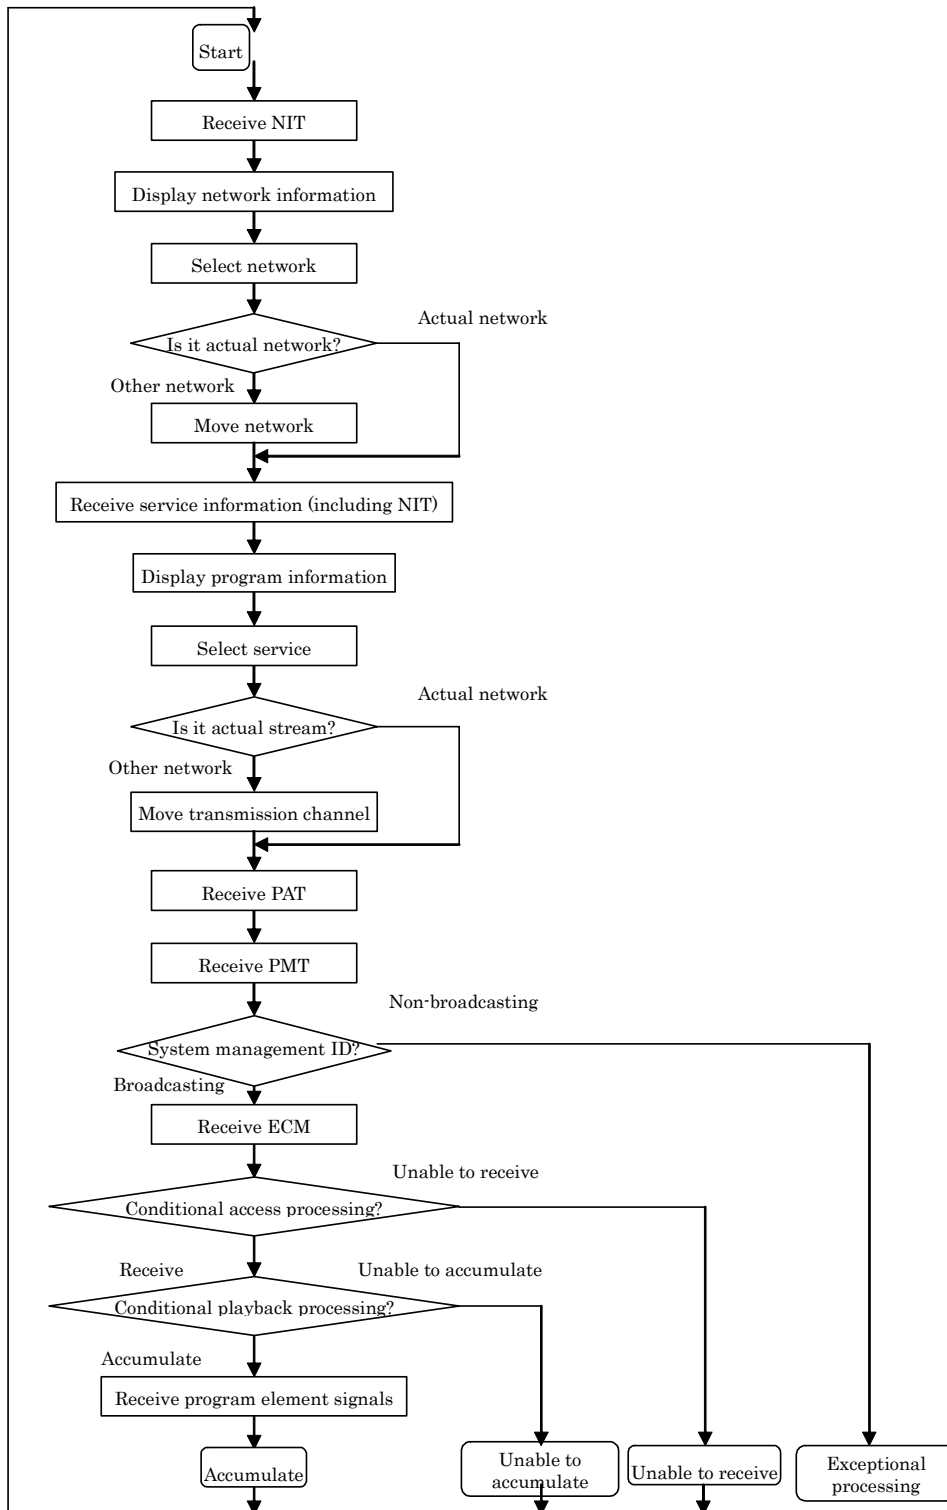 Start
Receive NIT
Display network information
Select network
Actual network
Is it actual network?
Other network
Move network
Receive service information (including NIT)
Display program information
Select service
Actual network
Is it actual stream?
Other network
Move transmission channel
Receive PAT
Receive PMT
Non-broadcasting
System management ID?
Broadcasting
Receive ECM
Unable to receive
Conditional access processing?
Receive
Unable to accumulate
Conditional playback processing?
Accumulate
Receive program element signals
Accumulate
Unable to
accumulate
Unable to receive
Exceptional
processing